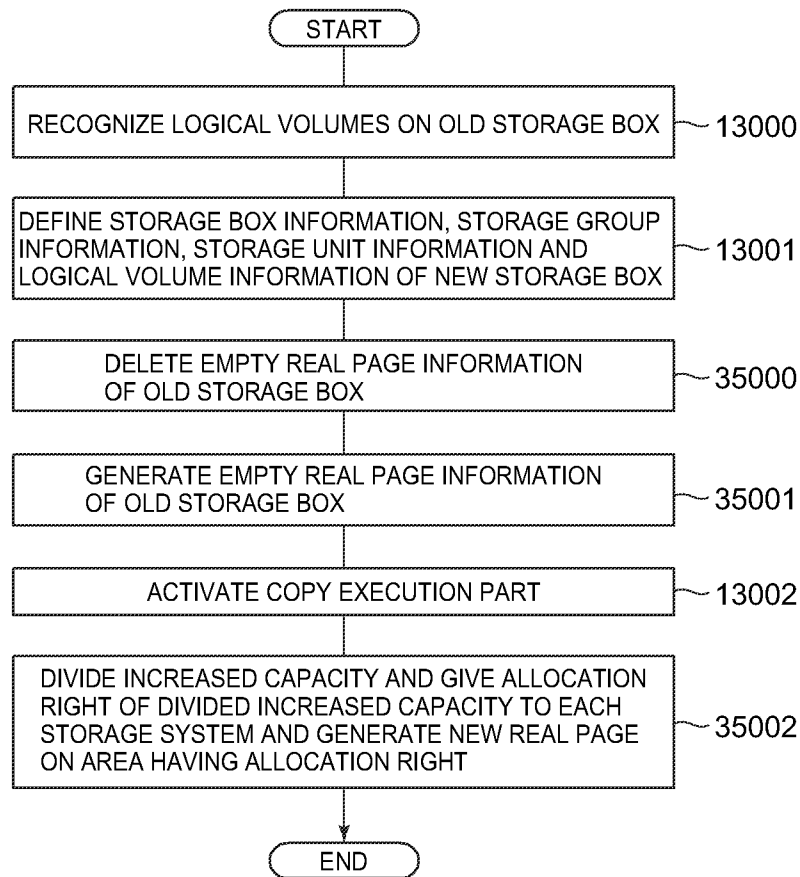 START
RECOGNIZE LOGICAL VOLUMES ON OLD STORAGE BOX
13000
DEFINE STORAGE BOX INFORMATION, STORAGE GROUP
INFORMATION, STORAGE UNIT INFORMATION AND
LOGICAL VOLUME INFORMATION OF NEW STORAGE BOX
13001
DELETE EMPTY REAL PAGE INFORMATION
OF OLD STORAGE BOX
35000
GENERATE EMPTY REAL PAGE INFORMATION
OF OLD STORAGE BOX
35001
ACTIVATE COPY EXECUTION PART
13002
DIVIDE INCREASED CAPACITY AND GIVE ALLOCATION
RIGHT OF DIVIDED INCREASED CAPACITY TO EACH
STORAGE SYSTEM AND GENERATE NEW REAL PAGE
ON AREA HAVING ALLOCATION RIGHT
35002
END